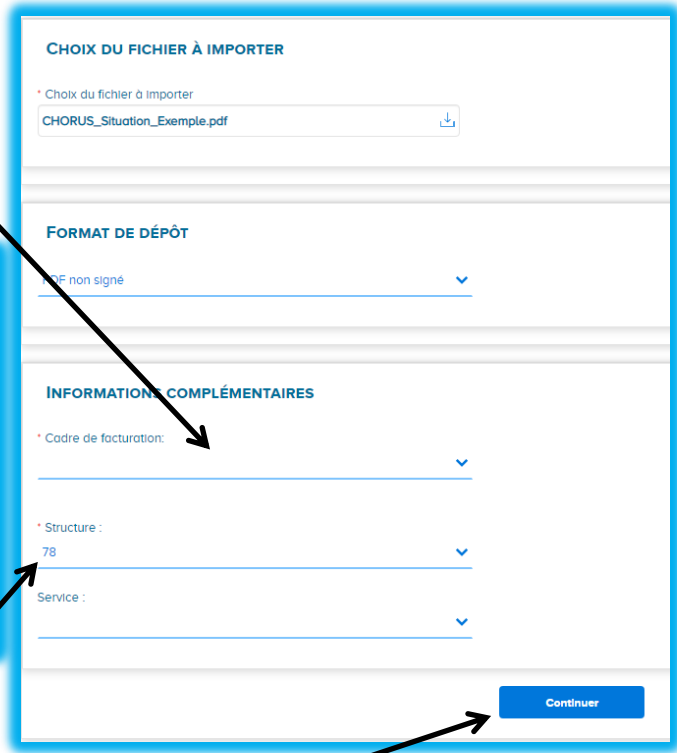 CHOIX DU FICHIER À IMPORTER
* Choix du fichier à importer
CHORUS_Situation_Exemple.pdf
FORMAT DE DÉPÔT
PDF non signé
INFORMATIONS COMPLÉMENTAIRES
* Cadre de facturation:
* Structure :
78
Service :
Continuer